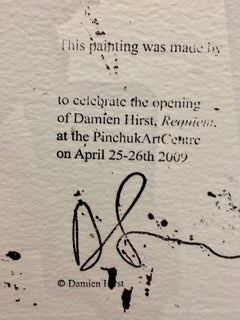 This painting was made by
to celebrate the opening
of Damien Hirst, Requiem,
at the PinchukArtCentre
on April 25-26th 2009
© Damien Hirst